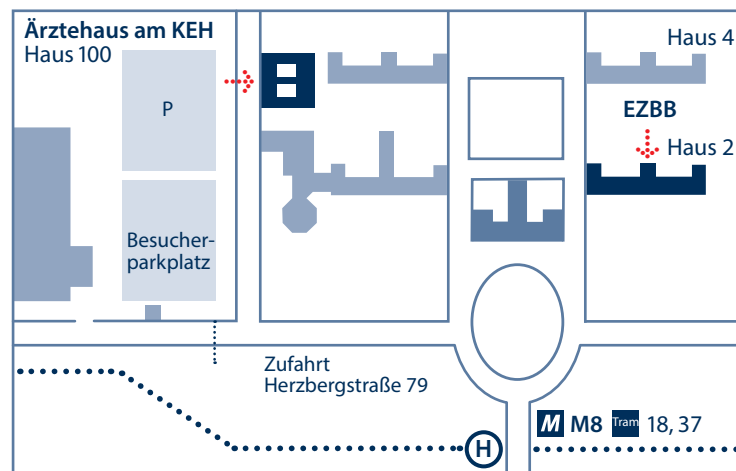 Ärztehaus am KEH
Haus 100
P
Besucher-
parkplatz
Haus 4
EZBB
Haus 2
Zufahrt
Herzbergstraße 79
H
M M8 Tram 18, 37